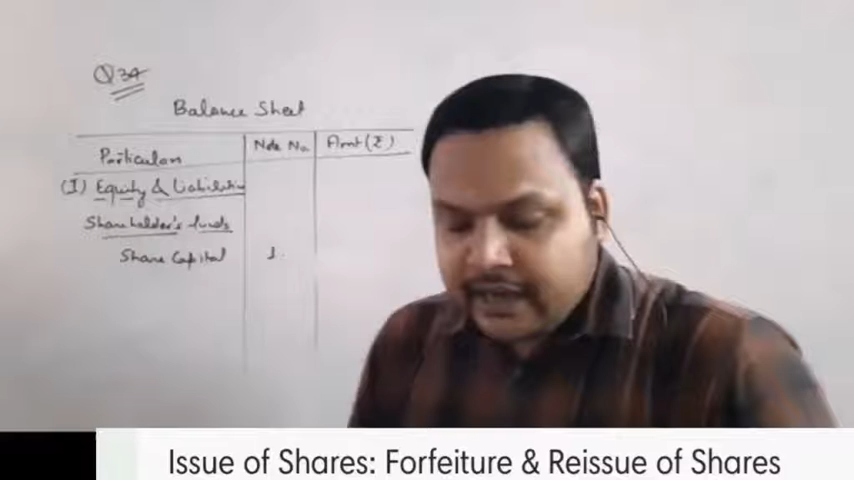 Q 34
Balance Sheet
Particulars Note No. Amt (₹)
(I) Equity & Liabilities
Shareholder's funds
Share Capital 1.
Issue of Shares: Forfeiture & Reissue of Shares